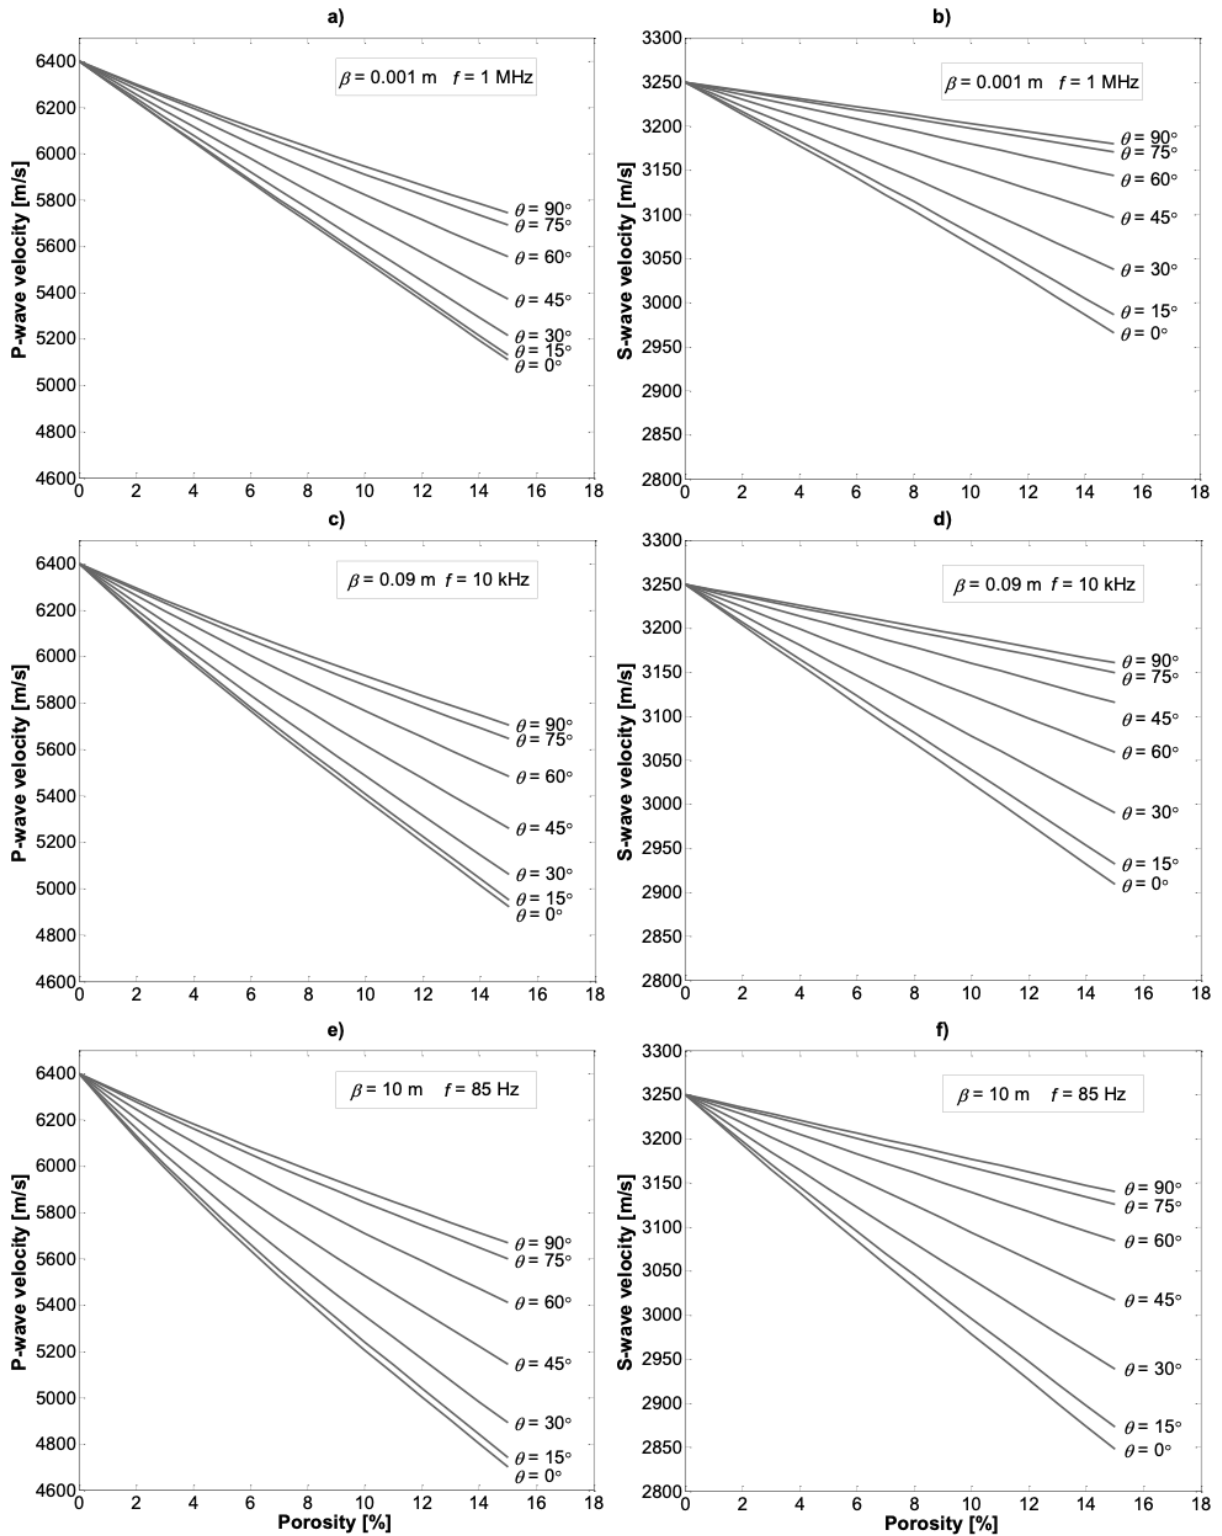 a)
P-wave velocity [m/s]
6400
6200
6000
5800
5600
5400
5200
5000
4800
4600
β = 0.001 m f = 1 MHz
θ = 90°
θ = 75°
θ = 60°
θ = 45°
θ = 30°
θ = 15°
θ = 0°
0 2 4 6 8 10 12 14 16 18
b)
S-wave velocity [m/s]
3300
3250
3200
3150
3100
3050
3000
2950
2900
2850
2800
β = 0.001 m f = 1 MHz
θ = 90°
θ = 75°
θ = 60°
θ = 45°
θ = 30°
θ = 15°
θ = 0°
0 2 4 6 8 10 12 14 16 18
c)
P-wave velocity [m/s]
6400
6200
6000
5800
5600
5400
5200
5000
4800
4600
β = 0.09 m f = 10 kHz
θ = 90°
θ = 75°
θ = 60°
θ = 45°
θ = 30°
θ = 15°
θ = 0°
0 2 4 6 8 10 12 14 16 18
d)
S-wave velocity [m/s]
3300
3250
3200
3150
3100
3050
3000
2950
2900
2850
2800
β = 0.09 m f = 10 kHz
θ = 90°
θ = 75°
θ = 45°
θ = 60°
θ = 30°
θ = 15°
θ = 0°
0 2 4 6 8 10 12 14 16 18
e)
P-wave velocity [m/s]
6400
6200
6000
5800
5600
5400
5200
5000
4800
4600
β = 10 m f = 85 Hz
θ = 90°
θ = 75°
θ = 60°
θ = 45°
θ = 30°
θ = 15°
θ = 0°
0 2 4 6 8 10 12 14 16 18
Porosity [%]
f)
S-wave velocity [m/s]
3300
3250
3200
3150
3100
3050
3000
2950
2900
2850
2800
β = 10 m f = 85 Hz
θ = 90°
θ = 75°
θ = 60°
θ = 45°
θ = 30°
θ = 15°
θ = 0°
0 2 4 6 8 10 12 14 16 18
Porosity [%]